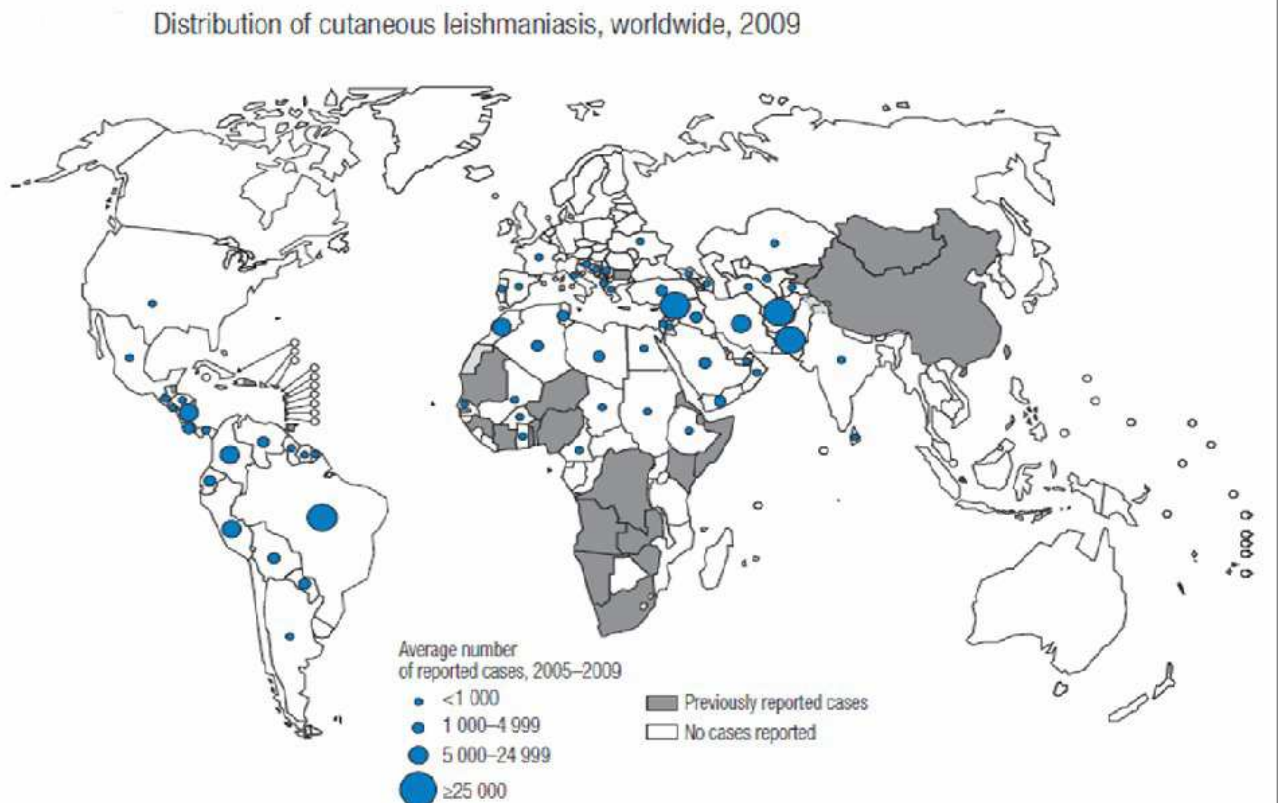 Distribution of cutaneous leishmaniasis, worldwide, 2009
Average number
of reported cases, 2005–2009
<1 000
1 000–4 999
5 000–24 999
≥25 000
Previously reported cases
No cases reported